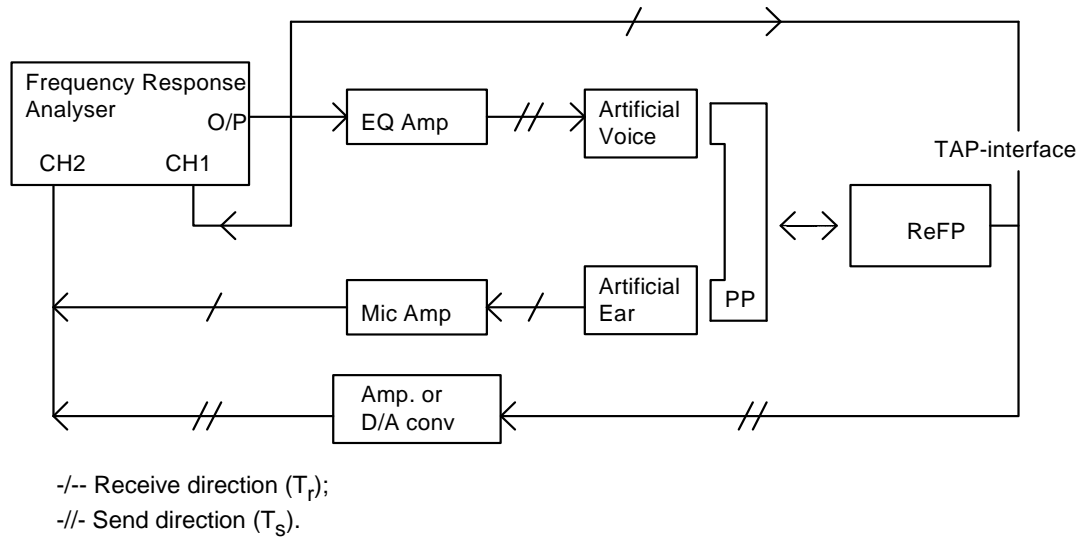 Frequency Response
Analyser
O/P
CH2 CH1
EQ Amp
Artificial
Voice
TAP-interface
ReFP
Mic Amp
Artificial
Ear
PP
Amp. or
D/A conv
-/-- Receive direction (Tr);
-//- Send direction (Ts).